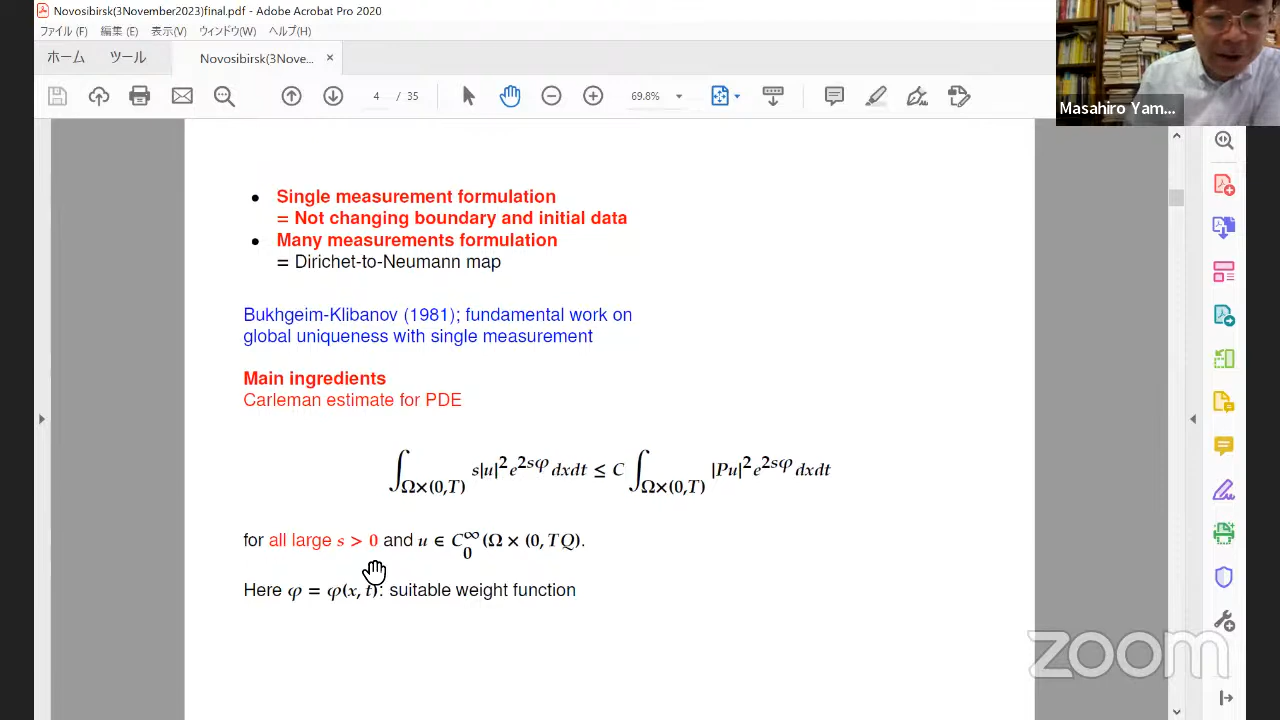 Novosibirsk(3November2023)final.pdf - Adobe Acrobat Pro 2020
ファイル (F) 編集 (E) 表示(V) ウィンドウ(W) ヘルプ(H)
ホーム ツール Novosibirsk(3Nove... ×
4 / 35 69.8%
Masahiro Yam...
• Single measurement formulation
= Not changing boundary and initial data
• Many measurements formulation
= Dirichet-to-Neumann map
Bukhgeim-Klibanov (1981); fundamental work on
global uniqueness with single measurement
Main ingredients
Carleman estimate for PDE
∫_{Ω×(0,T)} s|u|^2 e^{2sφ} dxdt ≤ C ∫_{Ω×(0,T)} |Pu|^2 e^{2sφ} dxdt
for all large s > 0 and u ∈ C_0^∞(Ω × (0, TQ).
Here φ = φ(x, t): suitable weight function
zoom